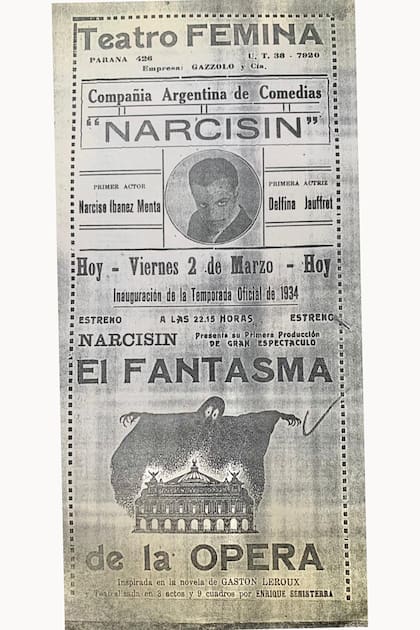 Teatro FEMINA
PARANA 426 U. T. 38 - 7920
Empresa: GAZZOLO y Cía.
Compañia Argentina de Comedias
"NARCISIN"
PRIMER ACTOR PRIMERA ACTRIZ
Narciso Ibanez Menta Delfina Jauffret
Hoy - Viernes 2 de Marzo - Hoy
Inauguración de la Temporada Oficial de 1934
ESTRENO A LAS 22.15 HORAS ESTRENO
NARCISIN Presenta su Primera Producción
DE GRAN ESPECTACULO
El FANTASMA
de la OPERA
Inspirada en la novela de GASTON LEROUX
y Teatralizada en 3 actos y 9 cuadros por ENRIQUE SENISTERRA